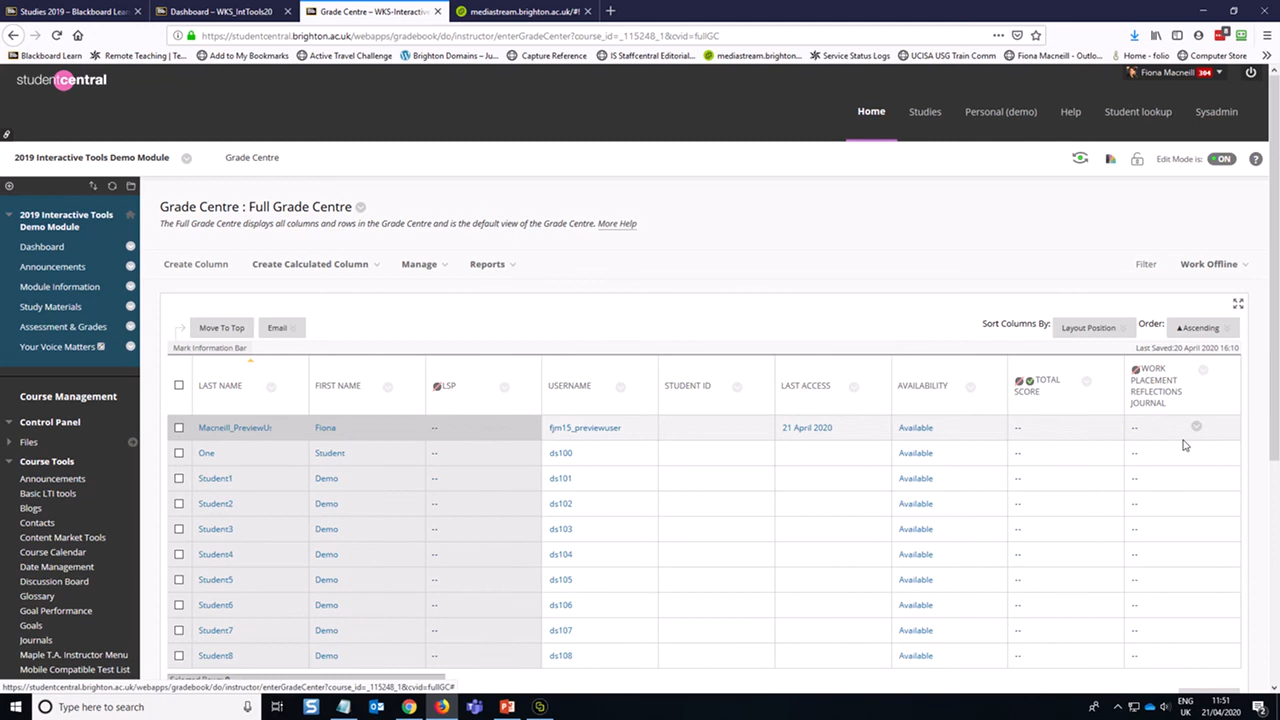 Studies 2019 – Blackboard Learn
Dashboard – WKS_IntTools20
Grade Centre – WKS-Interactive
mediastream.brighton.ac.uk/#!
https://studentcentral.brighton.ac.uk/webapps/gradebook/do/instructor/enterGradeCenter?course_id=_115248_1&cvid=fullGC
Blackboard Learn
Remote Teaching | Te...
Add to My Bookmarks
Active Travel Challenge
Brighton Domains – Jum...
Capture Reference
IS Staffcentral Editorial...
mediastream.brighton...
Service Status Logs
UCISA USG Train Comm
Fiona Macneill – Outlo...
Home - folio
Computer Store
studentcentral
Fiona Macneill 304
Home Studies Personal (demo) Help Student lookup Sysadmin
2019 Interactive Tools Demo Module
Grade Centre
Edit Mode is: ON ?
2019 Interactive Tools
Demo Module
Dashboard
Announcements
Module Information
Study Materials
Assessment & Grades
Your Voice Matters
Course Management
Control Panel
Files
Course Tools
Announcements
Basic LTI tools
Blogs
Contacts
Content Market Tools
Course Calendar
Date Management
Discussion Board
Glossary
Goal Performance
Goals
Journals
Maple T.A. Instructor Menu
Mobile Compatible Test List
Grade Centre : Full Grade Centre
The Full Grade Centre displays all columns and rows in the Grade Centre and is the default view of the Grade Centre. More Help
Create Column Create Calculated Column Manage Reports Filter Work Offline
Move To Top Email Sort Columns By: Layout Position Order: ▲Ascending
Mark Information Bar Last Saved:20 April 2020 16:10
LAST NAME FIRST NAME LSP USERNAME STUDENT ID LAST ACCESS AVAILABILITY TOTAL SCORE WORK PLACEMENT REFLECTIONS JOURNAL
Macneill_PreviewUs Fiona -- fjm15_previewuser 21 April 2020 Available -- --
One Student -- ds100 Available -- --
Student1 Demo -- ds101 Available -- --
Student2 Demo -- ds102 Available -- --
Student3 Demo -- ds103 Available -- --
Student4 Demo -- ds104 Available -- --
Student5 Demo -- ds105 Available -- --
Student6 Demo -- ds106 Available -- --
Student7 Demo -- ds107 Available -- --
Student8 Demo -- ds108 Available -- --
https://studentcentral.brighton.ac.uk/webapps/gradebook/do/instructor/enterGradeCenter?course_id=_115248_1&cvid=fullGC#
Type here to search
ENG
UK
11:51
21/04/2020